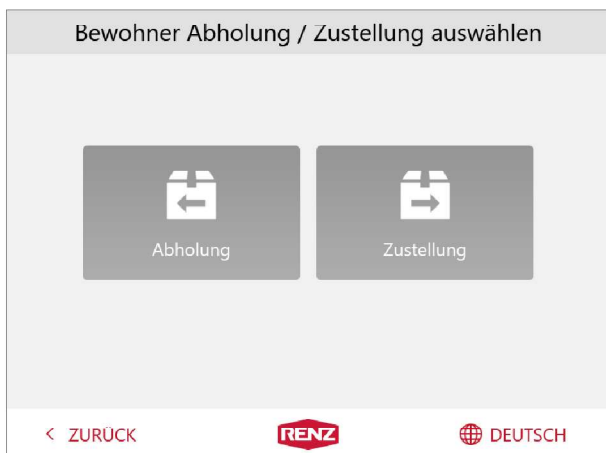 Bewohner Abholung / Zustellung auswählen
Abholung
Zustellung
< ZURÜCK
RENZ
DEUTSCH